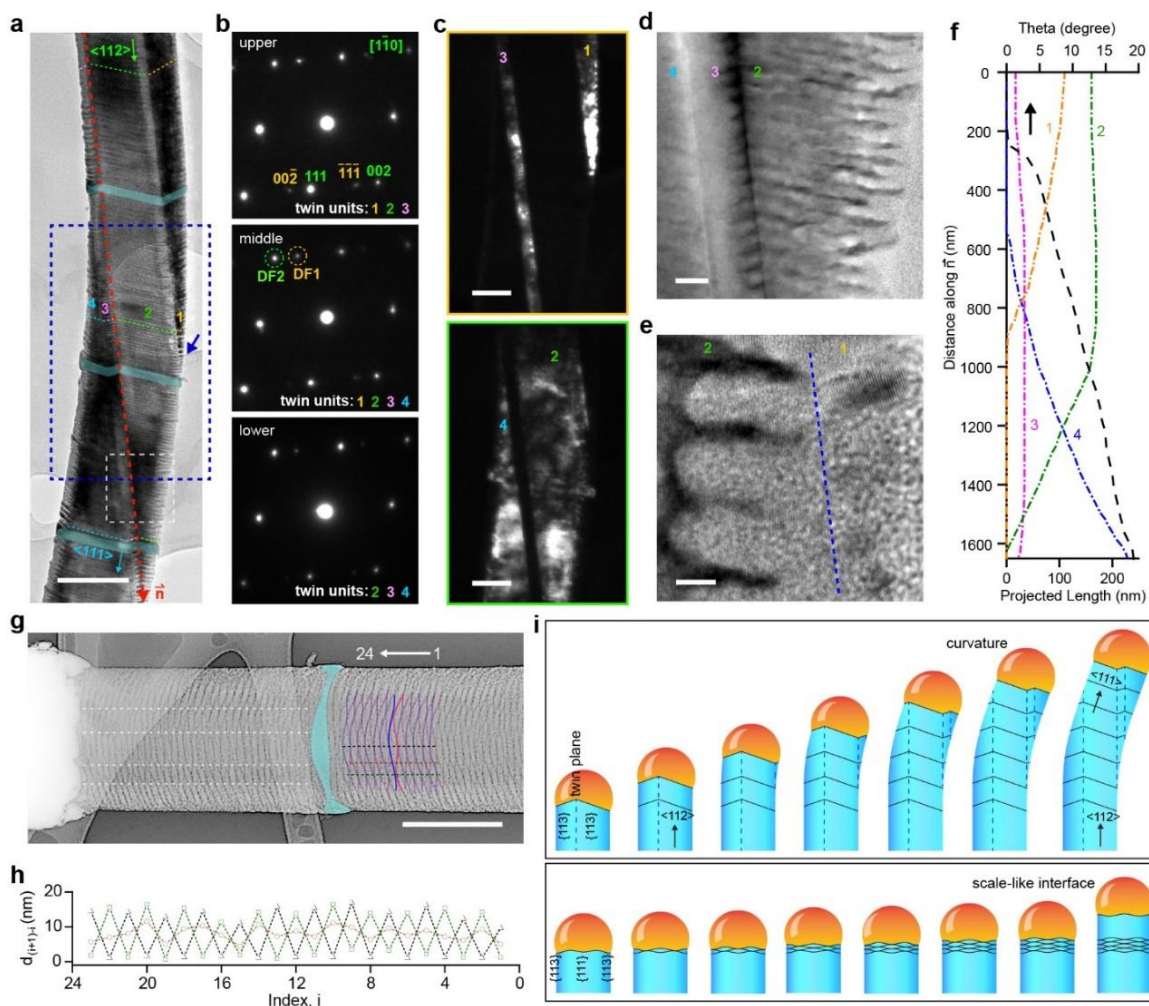 a
<112>
4
3
2
1
<111>
n
b
upper
[11̅0]
002̅ 111 1̅1̅1̅ 002
twin units: 1 2 3
middle
DF2 DF1
twin units: 1 2 3 4
lower
twin units: 2 3 4
c
3
1
2
4
d
4
3
2
e
2
1
f
Theta (degree)
0 5 10 15 20
0
200
400
600
800
1000
1200
1400
1600
Distance along n⃗ (nm)
1
2
3
4
0 100 200
Projected Length (nm)
g
24 ← 1
h
d(i+1)-i (nm)
20
10
0
24 20 16 12 8 4 0
Index, i
i
curvature
twin plane
{113}
{113}
<112>
<111>
<112>
scale-like interface
{113}
{111}
{113}